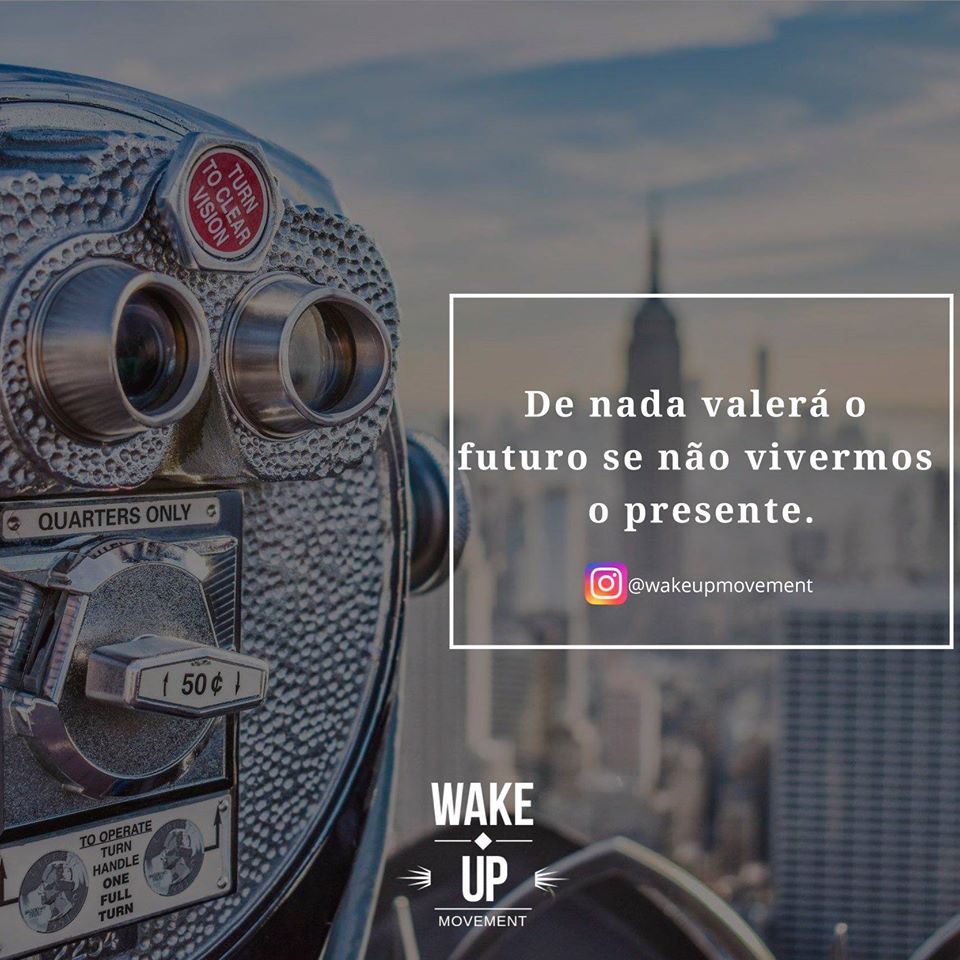 TURN
TO CLEAR
VISION
QUARTERS ONLY
50¢
TO OPERATE
TURN
HANDLE
ONE
FULL
TURN
De nada valerá o
futuro se não vivermos
o presente.
@wakeupmovement
WAKE
UP
MOVEMENT